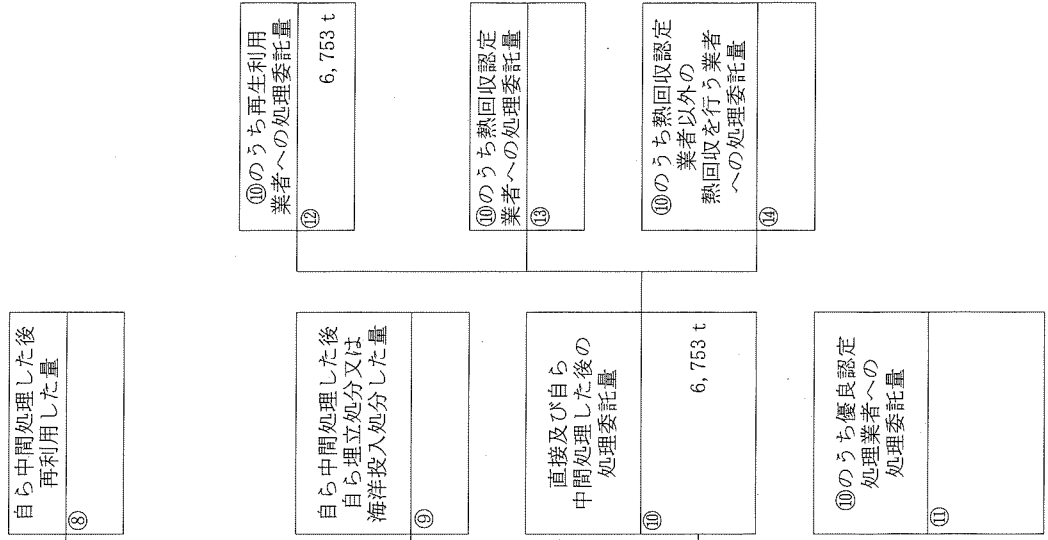 自ら中間処理した後
再利用した量
⑧
自ら中間処理した後
自ら埋立処分又は
海洋投入処分した量
⑨
直接及び自ら
中間処理した後の
処理委託量
⑩
6,753 t
⑩のうち優良認定
処理業者への
処理委託量
⑪
⑩のうち再生利用
業者への処理委託量
⑫
6,753 t
⑩のうち熱回収認定
業者への処理委託量
⑬
⑩のうち熱回収認定
業者以外の
熱回収を行う業者
への処理委託量
⑭